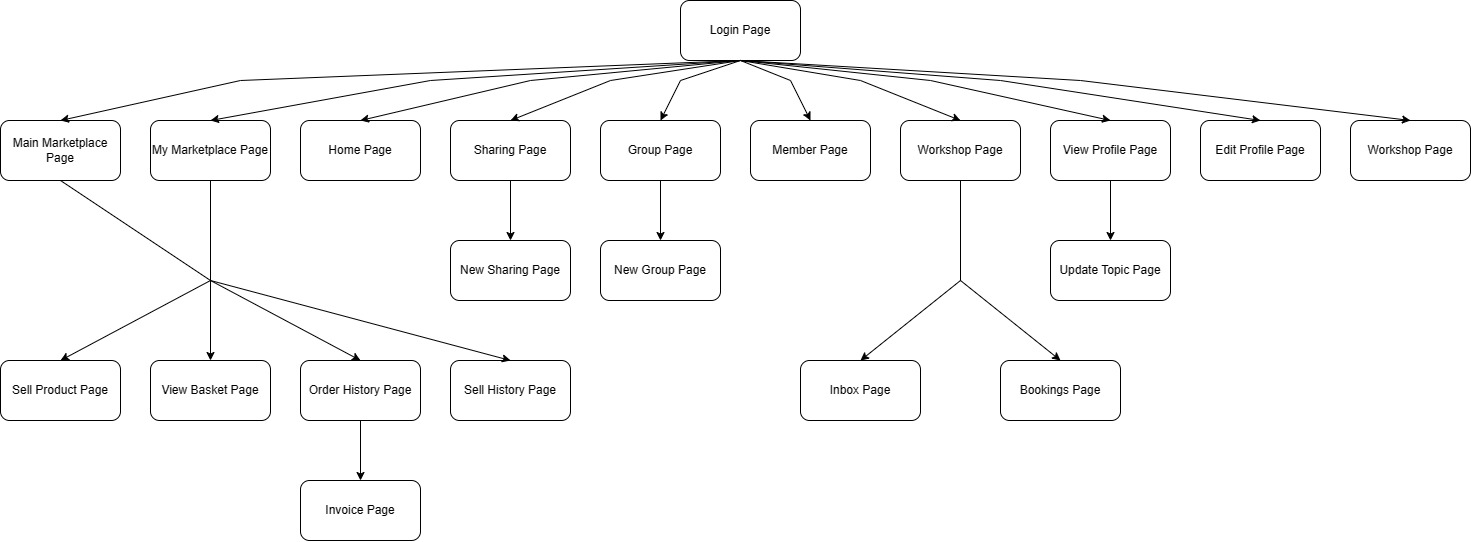 Login Page
Main Marketplace
Page
My Marketplace Page
Home Page
Sharing Page
Group Page
Member Page
Workshop Page
View Profile Page
Edit Profile Page
Workshop Page
New Sharing Page
New Group Page
Update Topic Page
Sell Product Page
View Basket Page
Order History Page
Sell History Page
Inbox Page
Bookings Page
Invoice Page